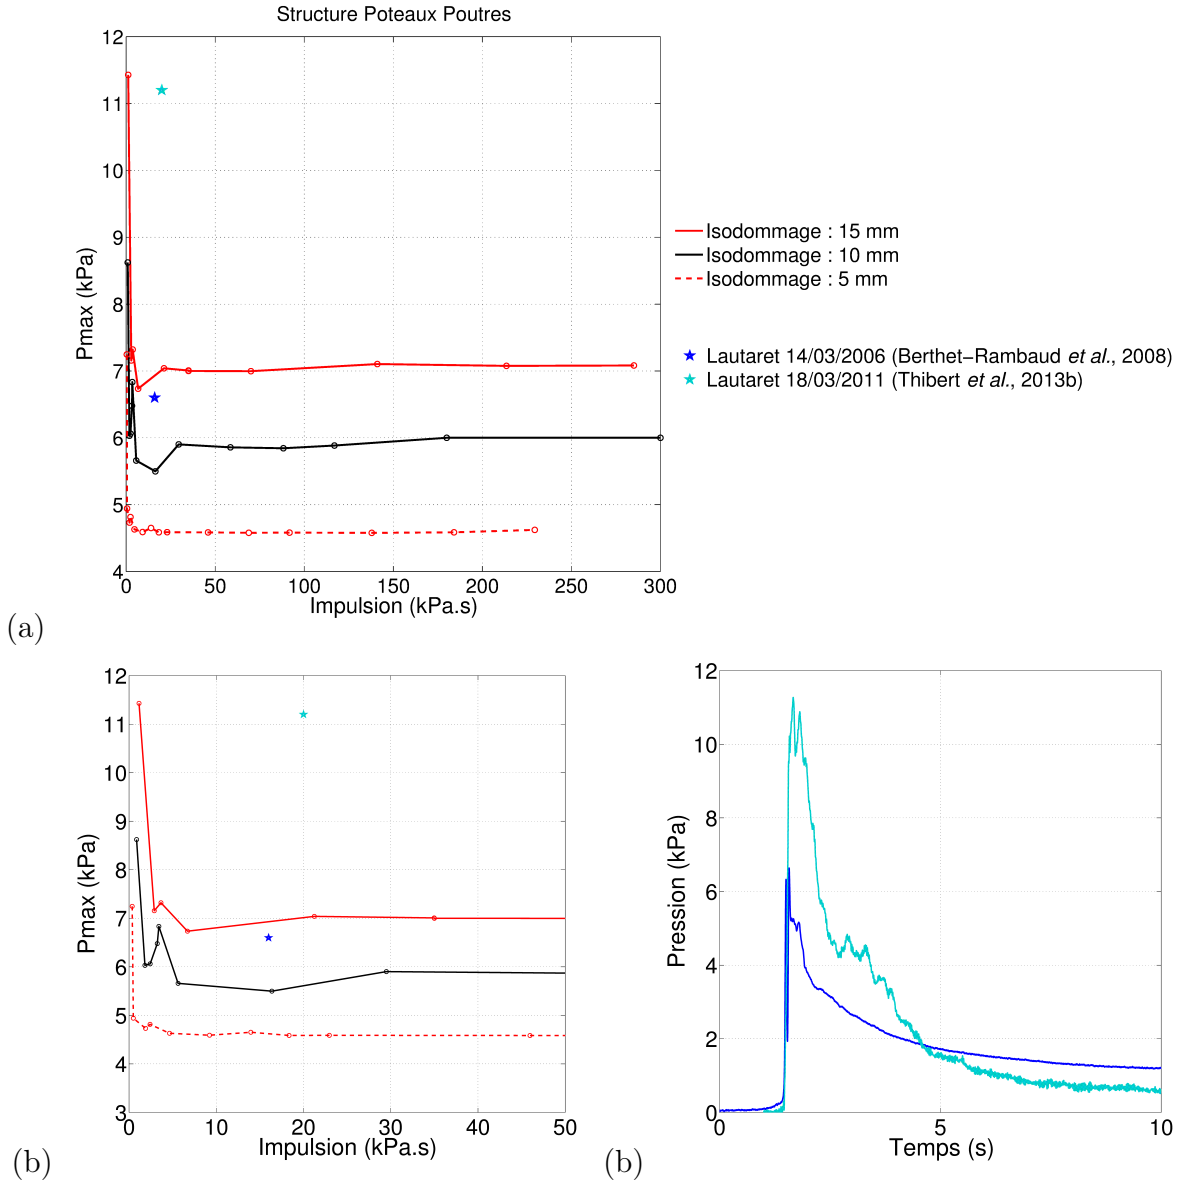 Structure Poteaux Poutres
12
11
10
9
8
7
6
5
4
Pmax (kPa)
0 50 100 150 200 250 300
Impulsion (kPa.s)
Isodommage : 15 mm
Isodommage : 10 mm
Isodommage : 5 mm
Lautaret 14/03/2006 (Berthet−Rambaud et al., 2008)
Lautaret 18/03/2011 (Thibert et al., 2013b)
(a)
12
11
10
9
8
7
6
5
4
3
Pmax (kPa)
0 10 20 30 40 50
Impulsion (kPa.s)
(b)
12
10
8
6
4
2
0
Pression (kPa)
0 5 10
Temps (s)
(b)